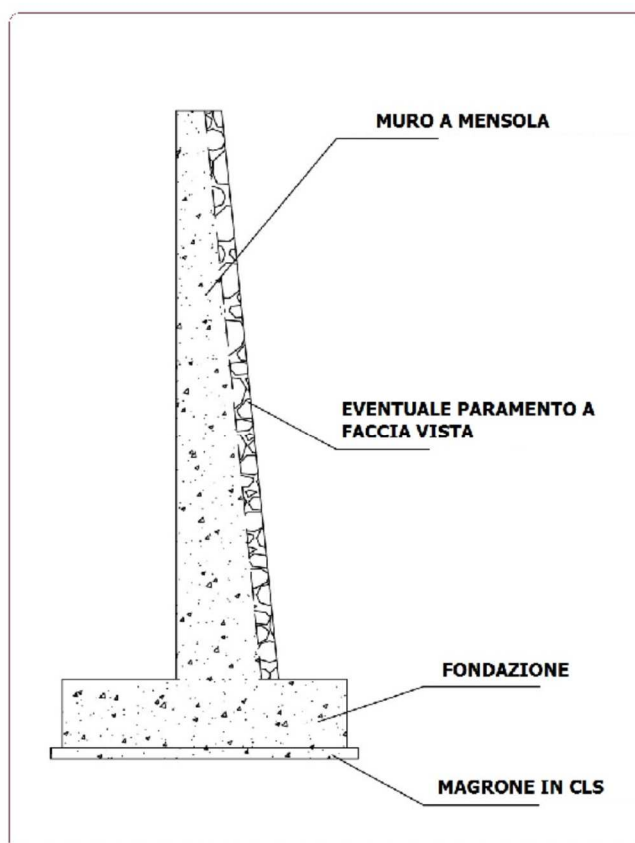 MURO A MENSOLA
EVENTUALE PARAMENTO A
FACCIA VISTA
FONDAZIONE
MAGRONE IN CLS